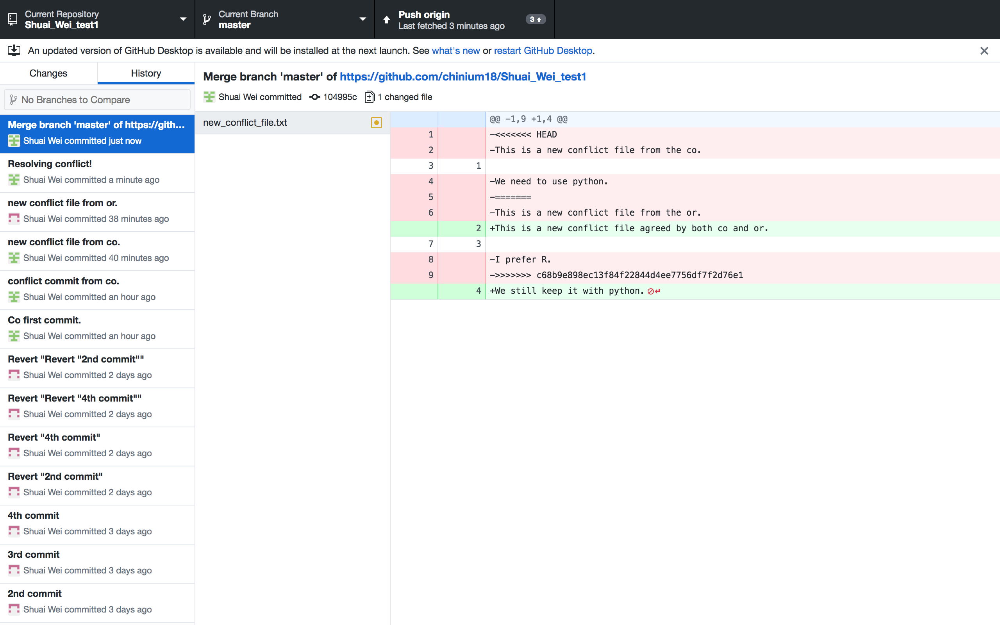 Current Repository
Shuai_Wei_test1
Current Branch
master
Push origin
Last fetched 3 minutes ago
3
An updated version of GitHub Desktop is available and will be installed at the next launch. See what's new or restart GitHub Desktop.
Changes
History
No Branches to Compare
Merge branch 'master' of https://gith...
Shuai Wei committed just now
Resolving conflict!
Shuai Wei committed a minute ago
new conflict file from or.
Shuai Wei committed 38 minutes ago
new conflict file from co.
Shuai Wei committed 40 minutes ago
conflict commit from co.
Shuai Wei committed an hour ago
Co first commit.
Shuai Wei committed an hour ago
Revert "Revert "2nd commit""
Shuai Wei committed 2 days ago
Revert "Revert "4th commit""
Shuai Wei committed 2 days ago
Revert "4th commit"
Shuai Wei committed 2 days ago
Revert "2nd commit"
Shuai Wei committed 2 days ago
4th commit
Shuai Wei committed 3 days ago
3rd commit
Shuai Wei committed 3 days ago
2nd commit
Shuai Wei committed 3 days ago
Merge branch 'master' of https://github.com/chinium18/Shuai_Wei_test1
Shuai Wei committed 104995c 1 changed file
new_conflict_file.txt
@@ -1,9 +1,4 @@
1 -<<<<<<< HEAD
2 -This is a new conflict file from the co.
3 1
4 -We need to use python.
5 -=======
6 -This is a new conflict file from the or.
2 +This is a new conflict file agreed by both co and or.
7 3
8 -I prefer R.
9 ->>>>>>> c68b9e898ec13f84f22844d4ee7756df7f2d76e1
4 +We still keep it with python.